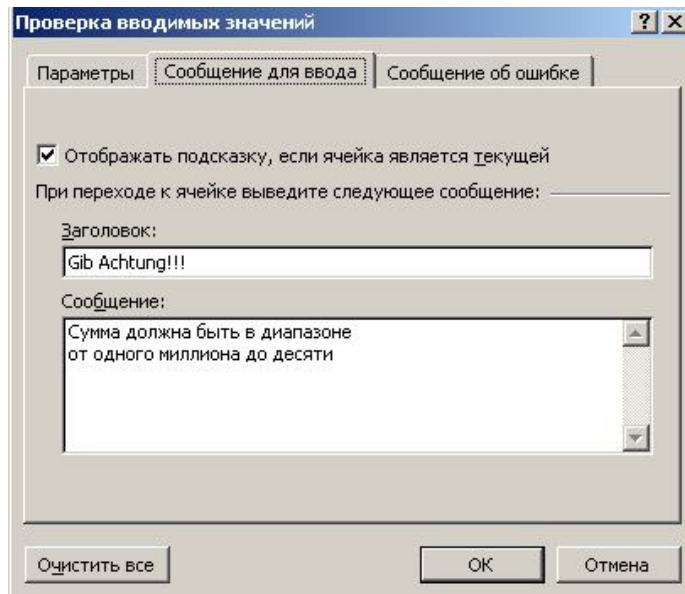 Проверка вводимых значений
Параметры Сообщение для ввода Сообщение об ошибке
Отображать подсказку, если ячейка является текущей
При переходе к ячейке выведите следующее сообщение:
Заголовок:
Gib Achtung!!!
Сообщение:
Сумма должна быть в диапазоне
от одного миллиона до десяти
Очистить все ОК Отмена